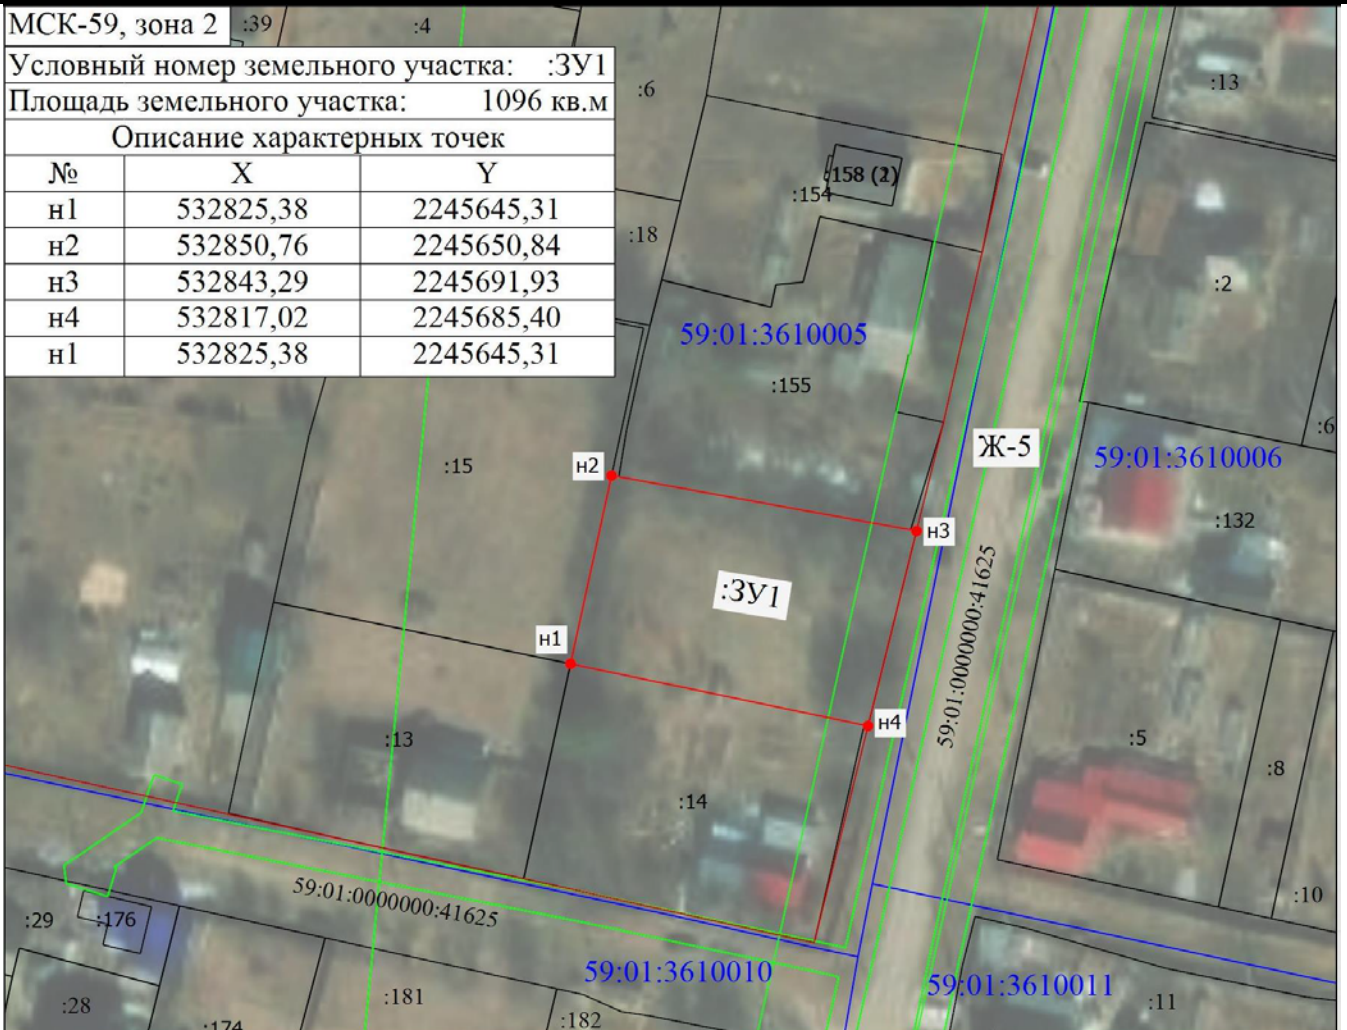 МСК-59, зона 2
:39
:4
Условный номер земельного участка: :ЗУ1
Площадь земельного участка: 1096 кв.м
Описание характерных точек
№ X Y
н1 532825,38 2245645,31
н2 532850,76 2245650,84
н3 532843,29 2245691,93
н4 532817,02 2245685,40
н1 532825,38 2245645,31
:6
:13
:158 (2)
:154
:18
:2
59:01:3610005
:155
:6
Ж-5
59:01:3610006
:15
н2
:132
н3
:ЗУ1
59:01:0000000:41625
н1
н4
:13
:5
:8
:14
:10
59:01:0000000:41625
:29
:176
59:01:3610010
59:01:3610011
:28
:181
:11
:174
:182